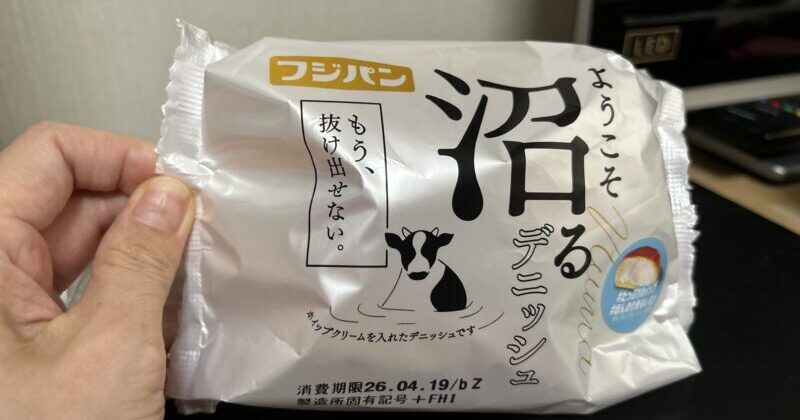 フジパン
ようこそ
沼る
デニッシュ
もう、
抜け出せない。
ホイップクリームを入れたデニッシュです
消費期限26.04.19/bZ
製造所固有記号+FHI
LED